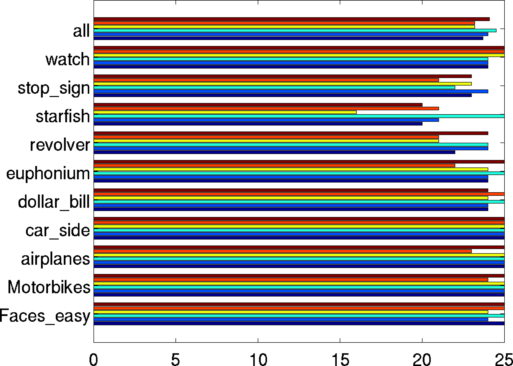 all
watch
stop_sign
starfish
revolver
euphonium
dollar_bill
car_side
airplanes
Motorbikes
Faces_easy
0 5 10 15 20 25